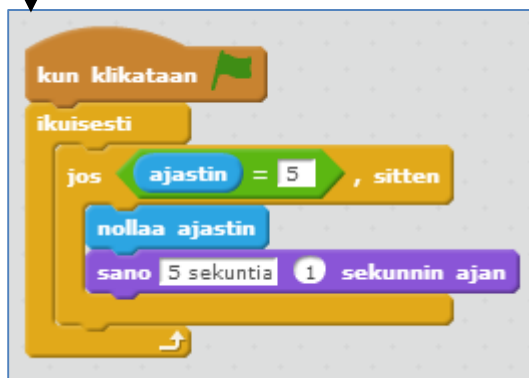 kun klikataan
ikuisesti
jos ajastin = 5 , sitten
nollaa ajastin
sano 5 sekuntia 1 sekunnin ajan